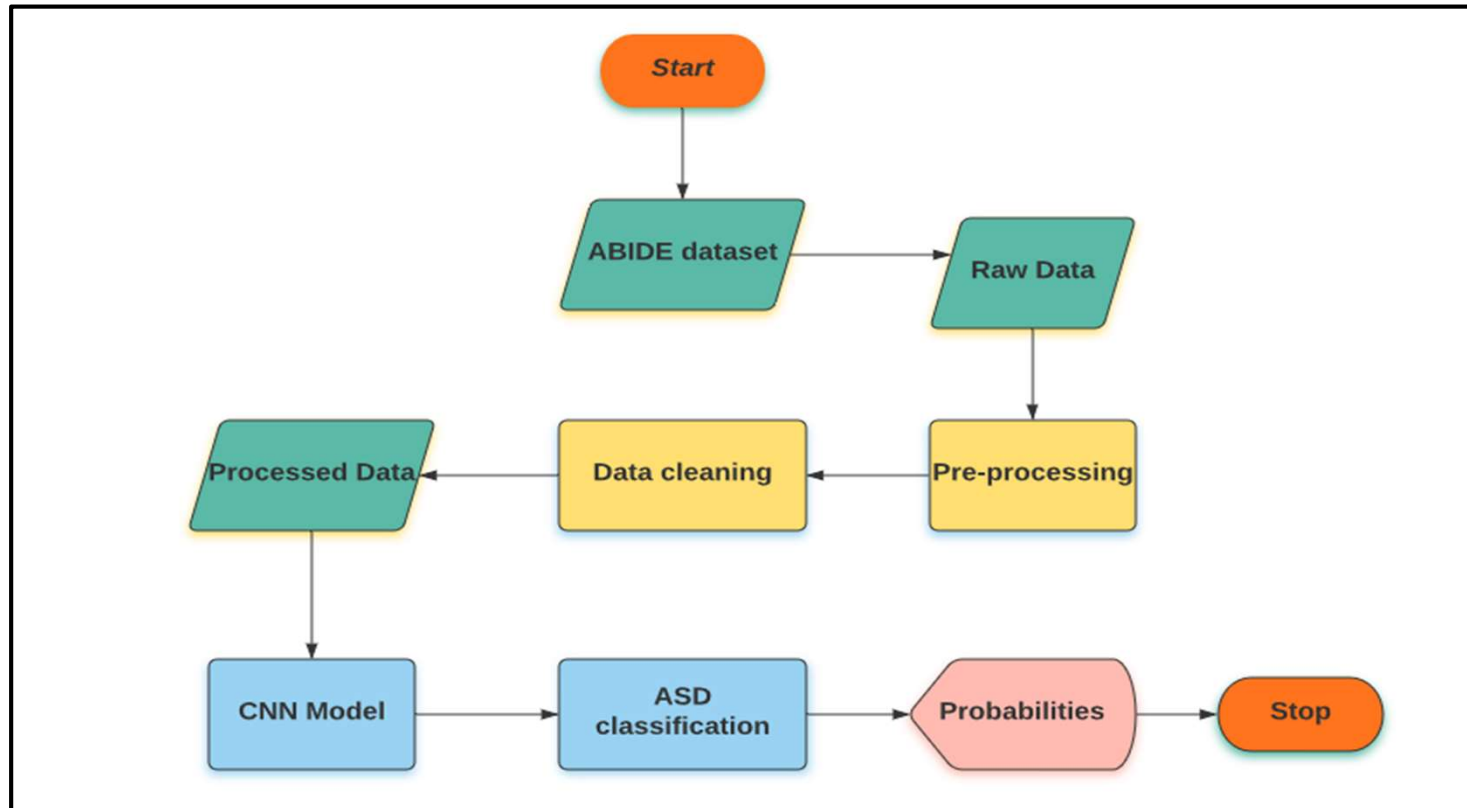 Start
ABIDE dataset
Raw Data
Pre-processing
Data cleaning
Processed Data
CNN Model
ASD
classification
Probabilities
Stop